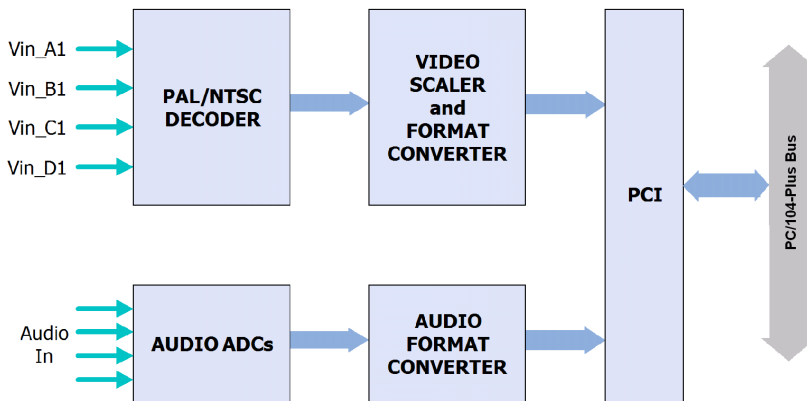 Vin_A1
Vin_B1
Vin_C1
Vin_D1
PAL/NTSC
DECODER
VIDEO
SCALER
and
FORMAT
CONVERTER
PCI
PC/104-Plus Bus
Audio
In
AUDIO ADCs
AUDIO
FORMAT
CONVERTER